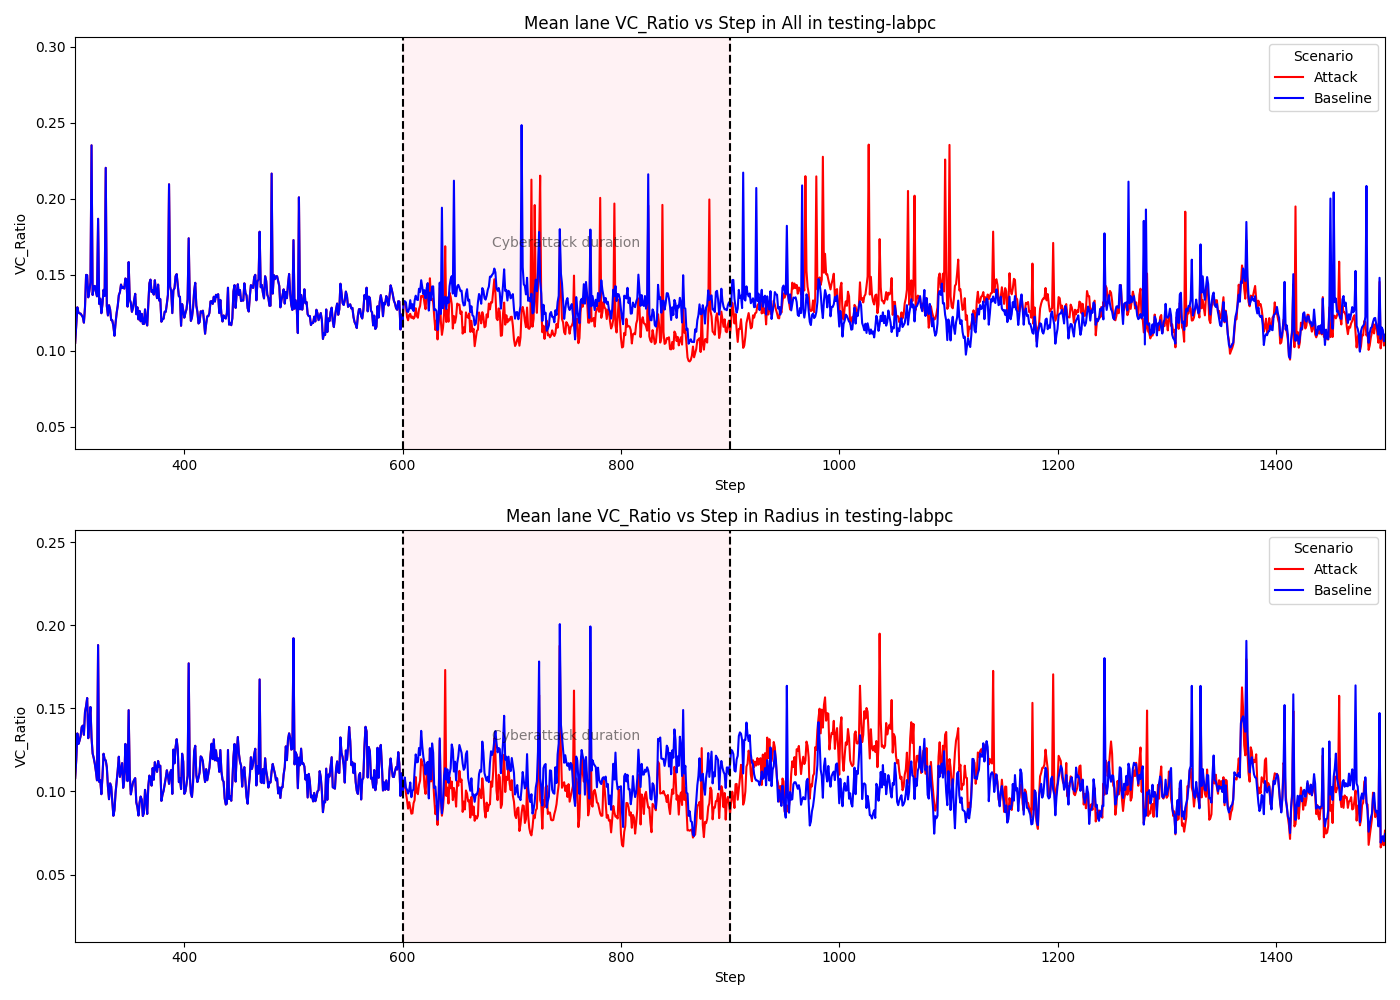 Mean lane VC_Ratio vs Step in All in testing-labpc
0.30
0.25
0.20
0.15
0.10
0.05
VC_Ratio
Scenario
Attack
Baseline
Cyberattack duration
400
600
800
1000
1200
1400
Step
Mean lane VC_Ratio vs Step in Radius in testing-labpc
0.25
0.20
0.15
0.10
0.05
VC_Ratio
Scenario
Attack
Baseline
Cyberattack duration
400
600
800
1000
1200
1400
Step